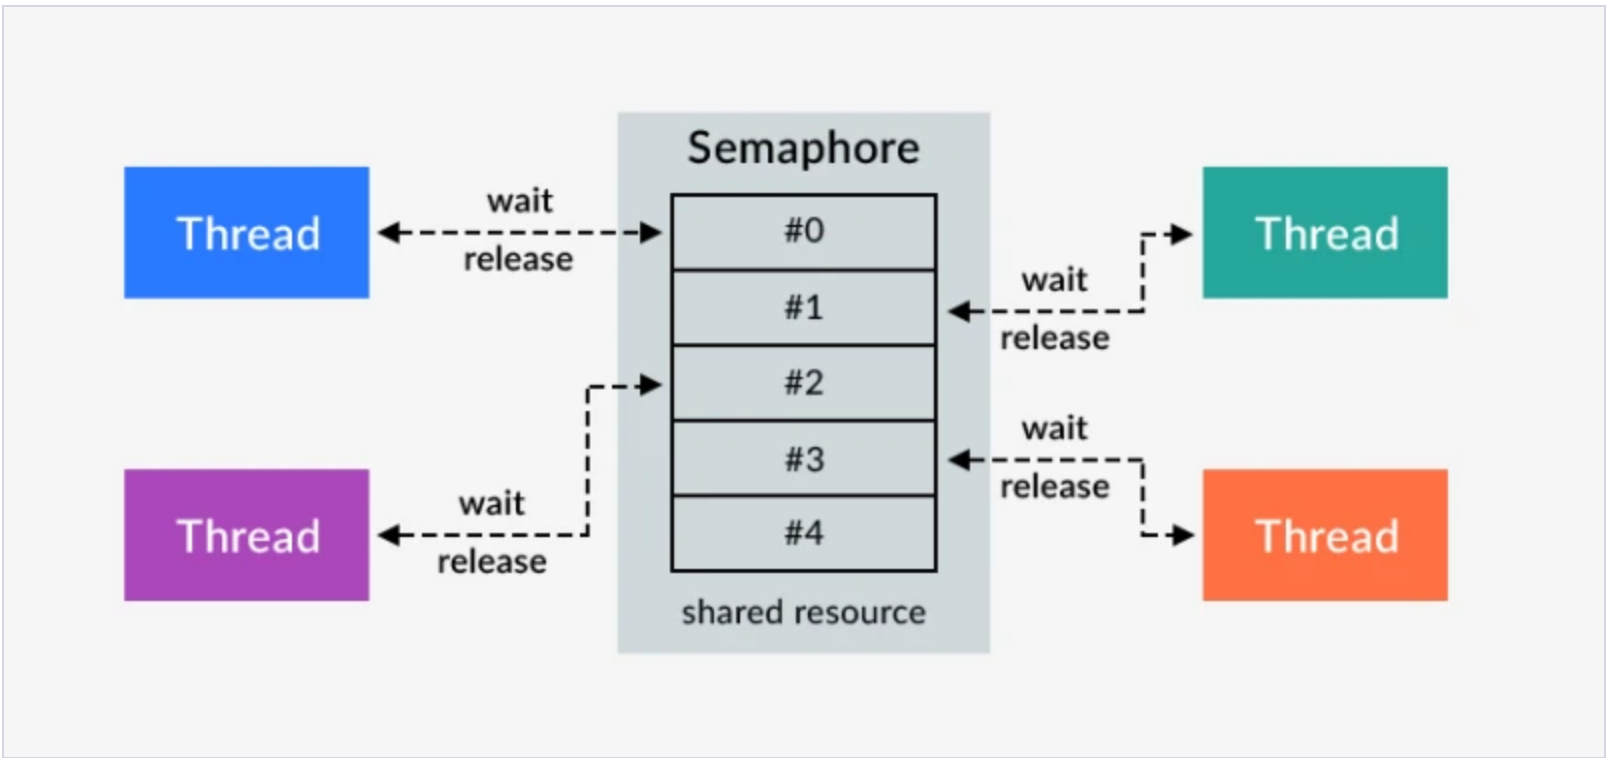 Semaphore
Thread
wait
release
#0
#1
#2
#3
#4
shared resource
wait
release
Thread
Thread
wait
release
wait
release
Thread